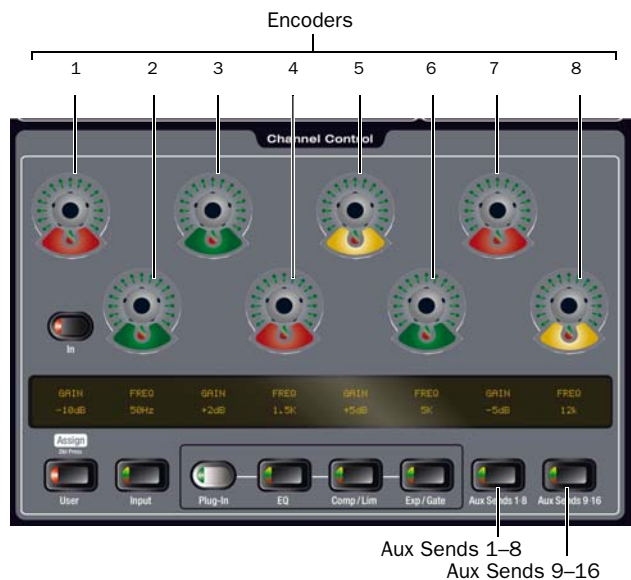 Encoders
1 2 3 4 5 6 7 8
Channel Control
In
GAIN FREQ GAIN FREQ GAIN FREQ GAIN FREQ
-10dB 50Hz +2dB 1.5K +5dB 5K -5dB 12k
Assign
2bl Press
User Input Plug-In EQ Comp/Lim Exp/Gate Aux Sends 1-8 Aux Sends 9-16
Aux Sends 1–8
Aux Sends 9–16